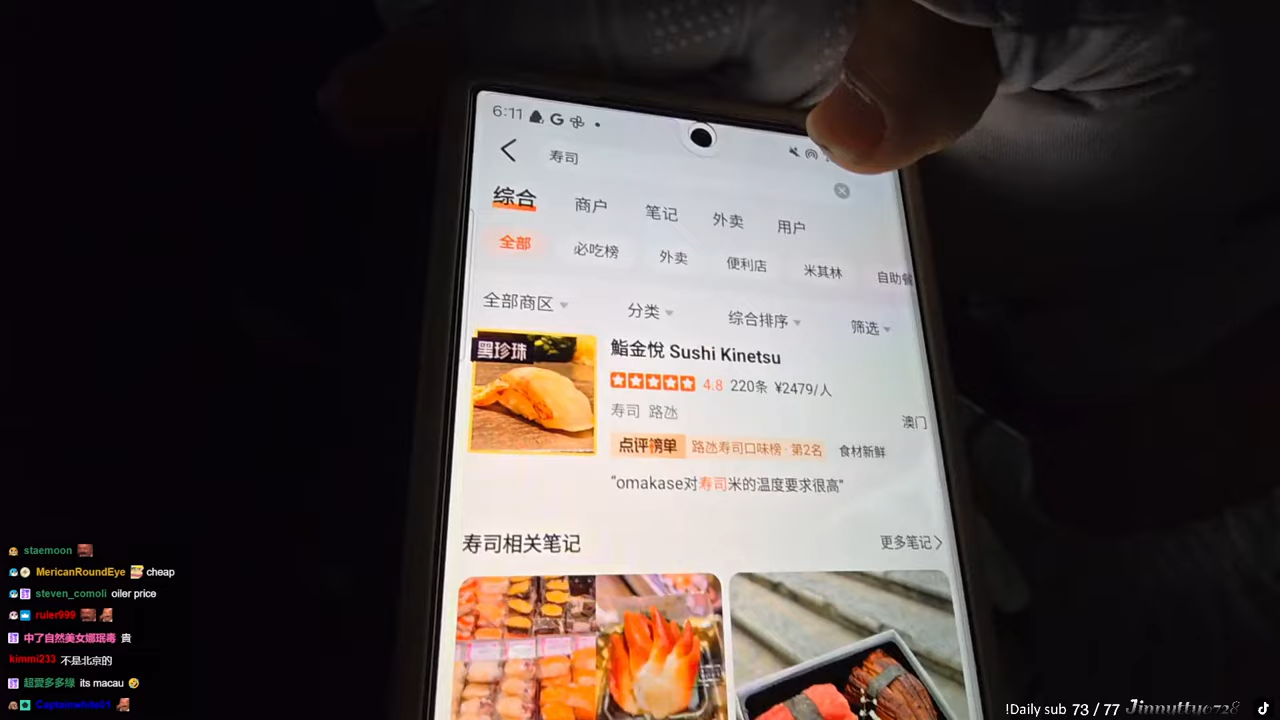 6:11
寿司
综合 商户 笔记 外卖 用户
全部 必吃榜 外卖 便利店 米其林 自助餐
全部商区 分类 综合排序 筛选
黑珍珠
鮨金悅 Sushi Kinetsu
4.8 220条 ¥2479/人
寿司 路氹 澳门
点评榜单 路氹寿司口味榜·第2名 食材新鲜
“omakase对寿司米的温度要求很高”
寿司相关笔记 更多笔记
staemoon
MericanRoundEye cheap
steven_comoli oiler price
ruler999
中了自然美女娜珉毒 貴
kimmi233 不是北京的
超愛多多綠 its macau
Captainwhite21
!Daily sub 73 / 77 Jinnyttyo728